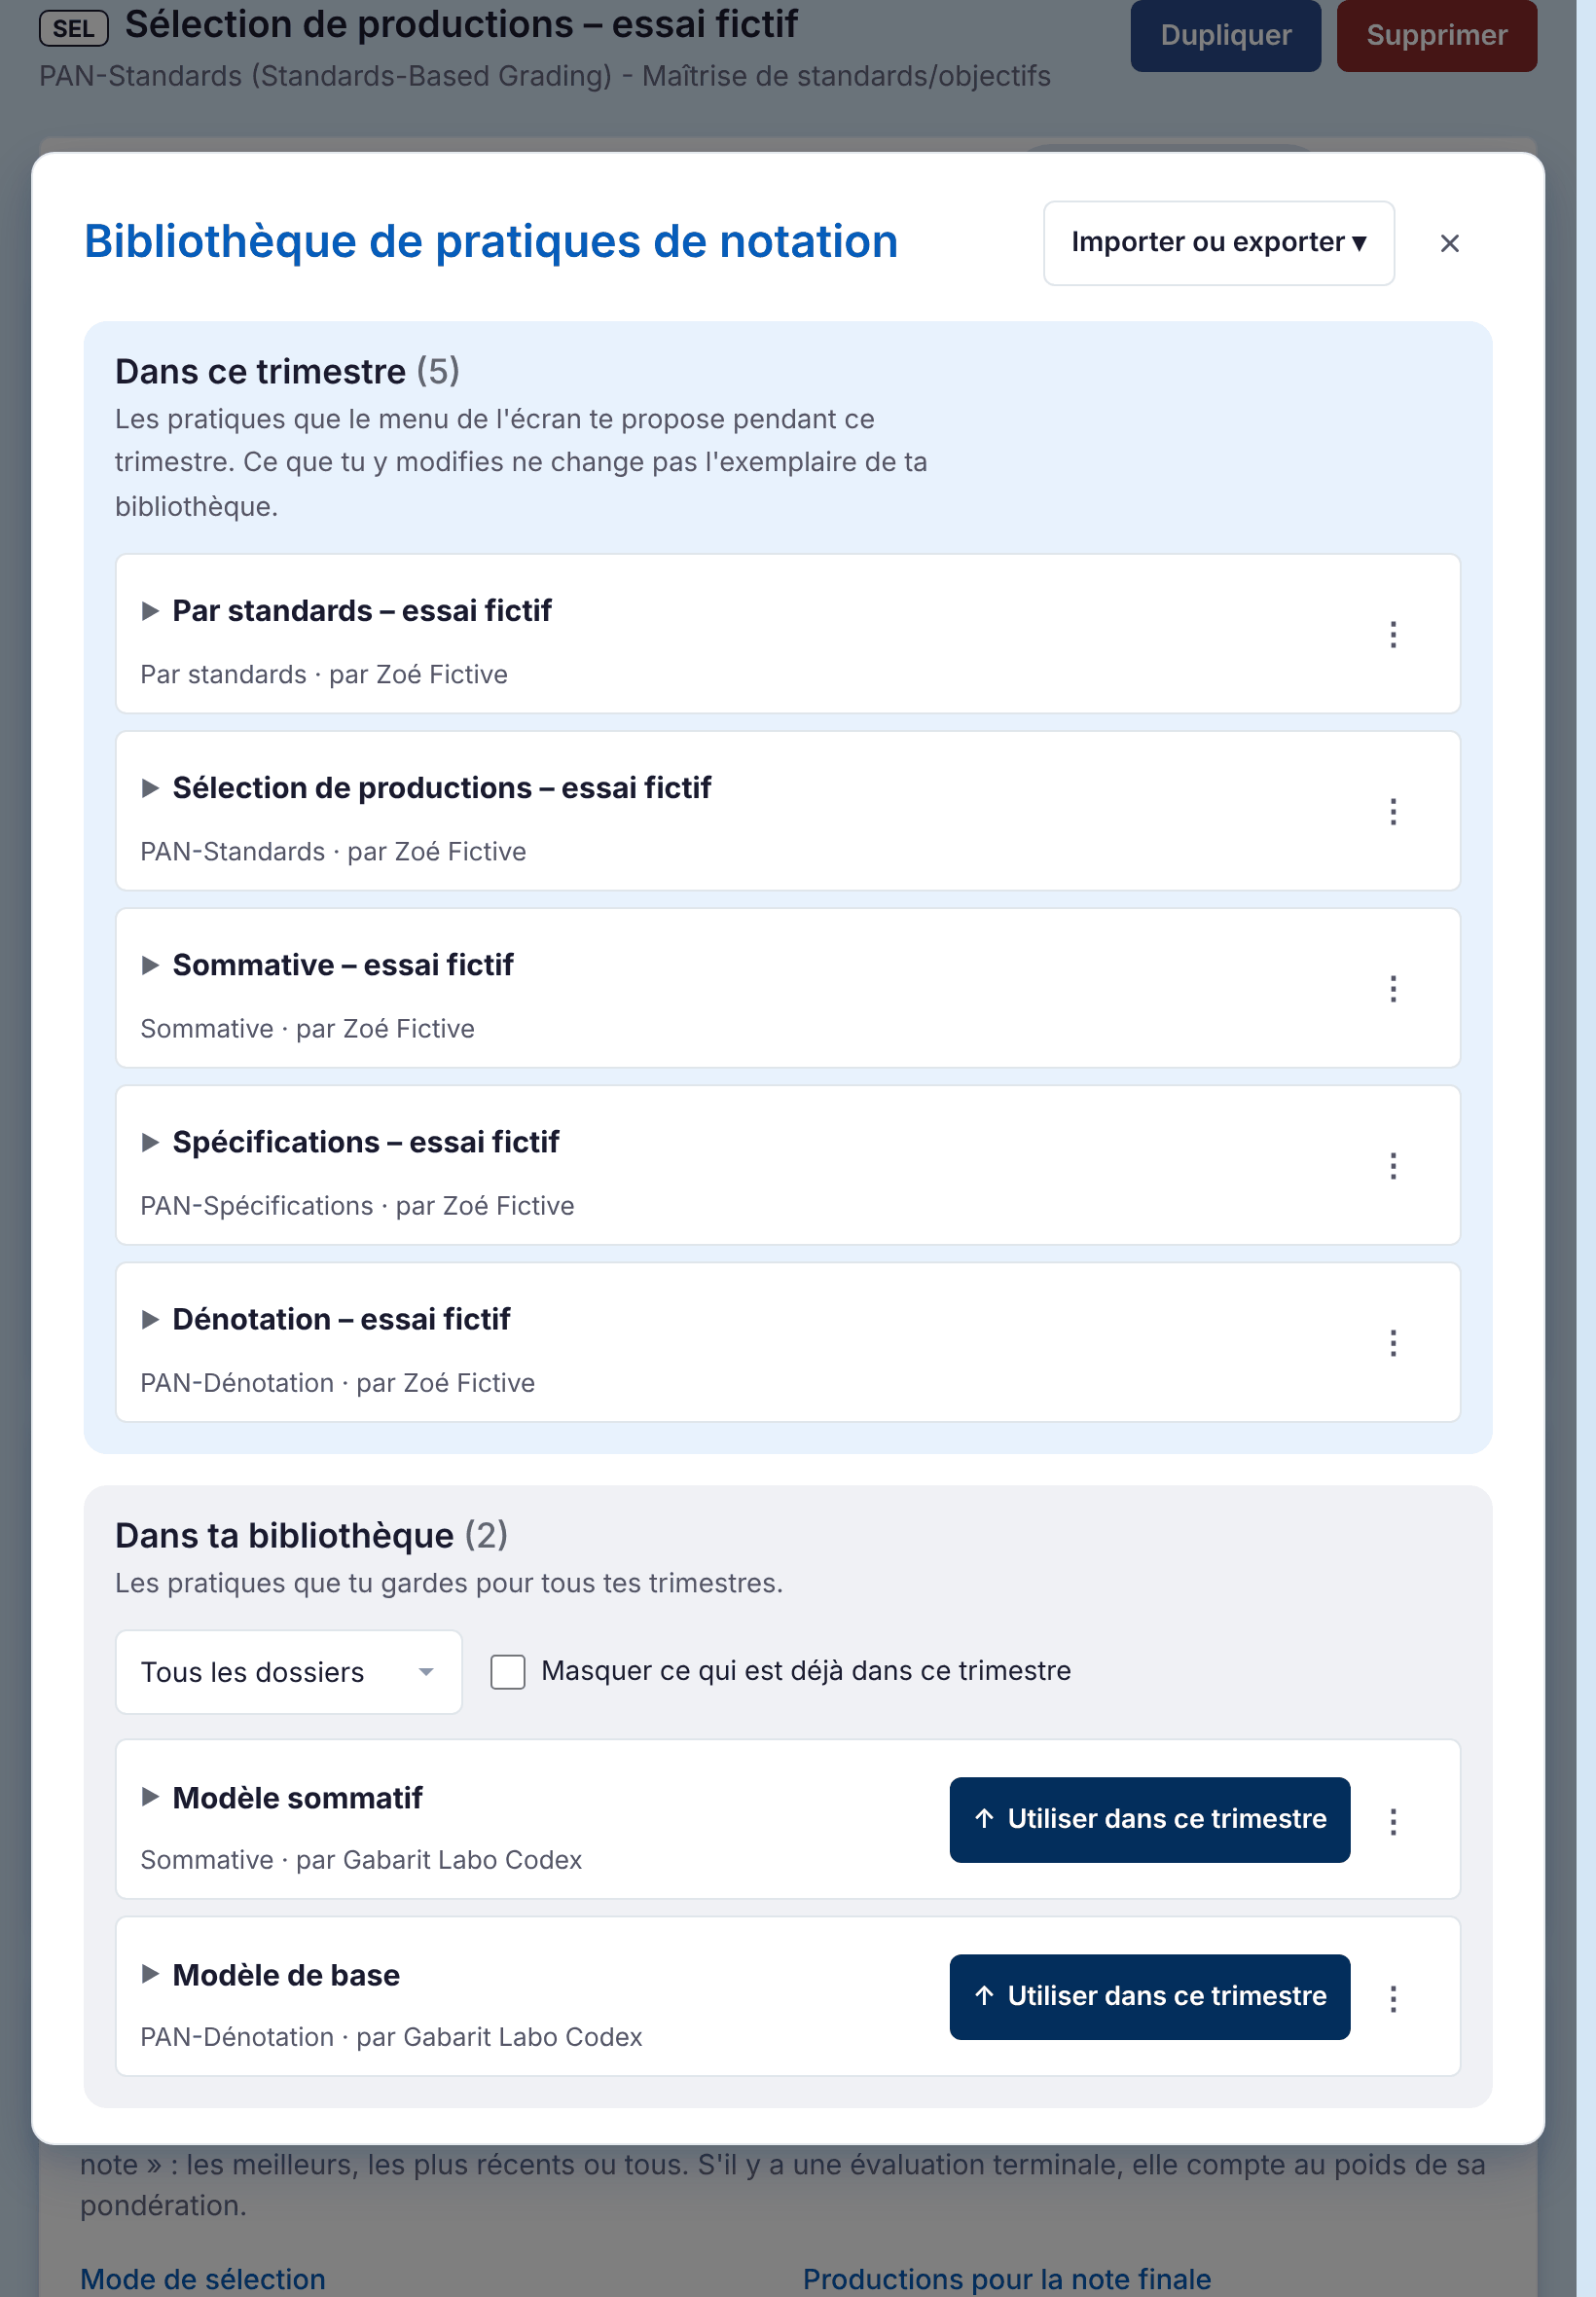 SEL Sélection de productions – essai fictif
Dupliquer
Supprimer
PAN-Standards (Standards-Based Grading) - Maîtrise de standards/objectifs
Bibliothèque de pratiques de notation
Importer ou exporter ▾
×
Dans ce trimestre (5)
Les pratiques que le menu de l'écran te propose pendant ce
trimestre. Ce que tu y modifies ne change pas l'exemplaire de ta
bibliothèque.
Par standards – essai fictif
Par standards · par Zoé Fictive
Sélection de productions – essai fictif
PAN-Standards · par Zoé Fictive
Sommative – essai fictif
Sommative · par Zoé Fictive
Spécifications – essai fictif
PAN-Spécifications · par Zoé Fictive
Dénotation – essai fictif
PAN-Dénotation · par Zoé Fictive
Dans ta bibliothèque (2)
Les pratiques que tu gardes pour tous tes trimestres.
Tous les dossiers
Masquer ce qui est déjà dans ce trimestre
Modèle sommatif
Sommative · par Gabarit Labo Codex
↑ Utiliser dans ce trimestre
Modèle de base
PAN-Dénotation · par Gabarit Labo Codex
↑ Utiliser dans ce trimestre
note » : les meilleurs, les plus récents ou tous. S'il y a une évaluation terminale, elle compte au poids de sa
pondération.
Mode de sélection
Productions pour la note finale